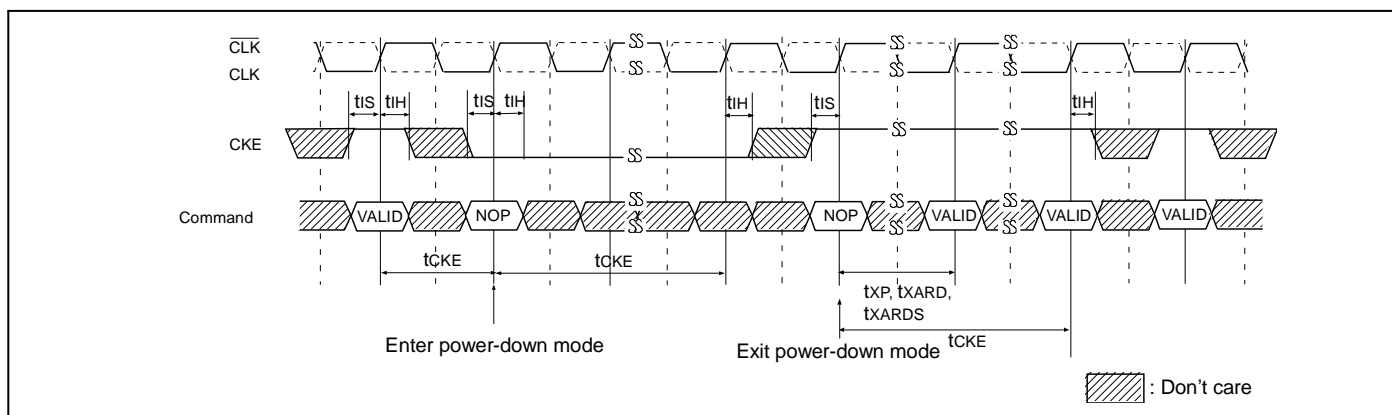 CLK
CLK
tIS tIH tIS tIH tIH tIS tIH
CKE
Command VALID NOP NOP VALID VALID VALID
tCKE tCKE
tXP, tXARD,
tXARDS
tCKE
Enter power-down mode Exit power-down mode
: Don't care